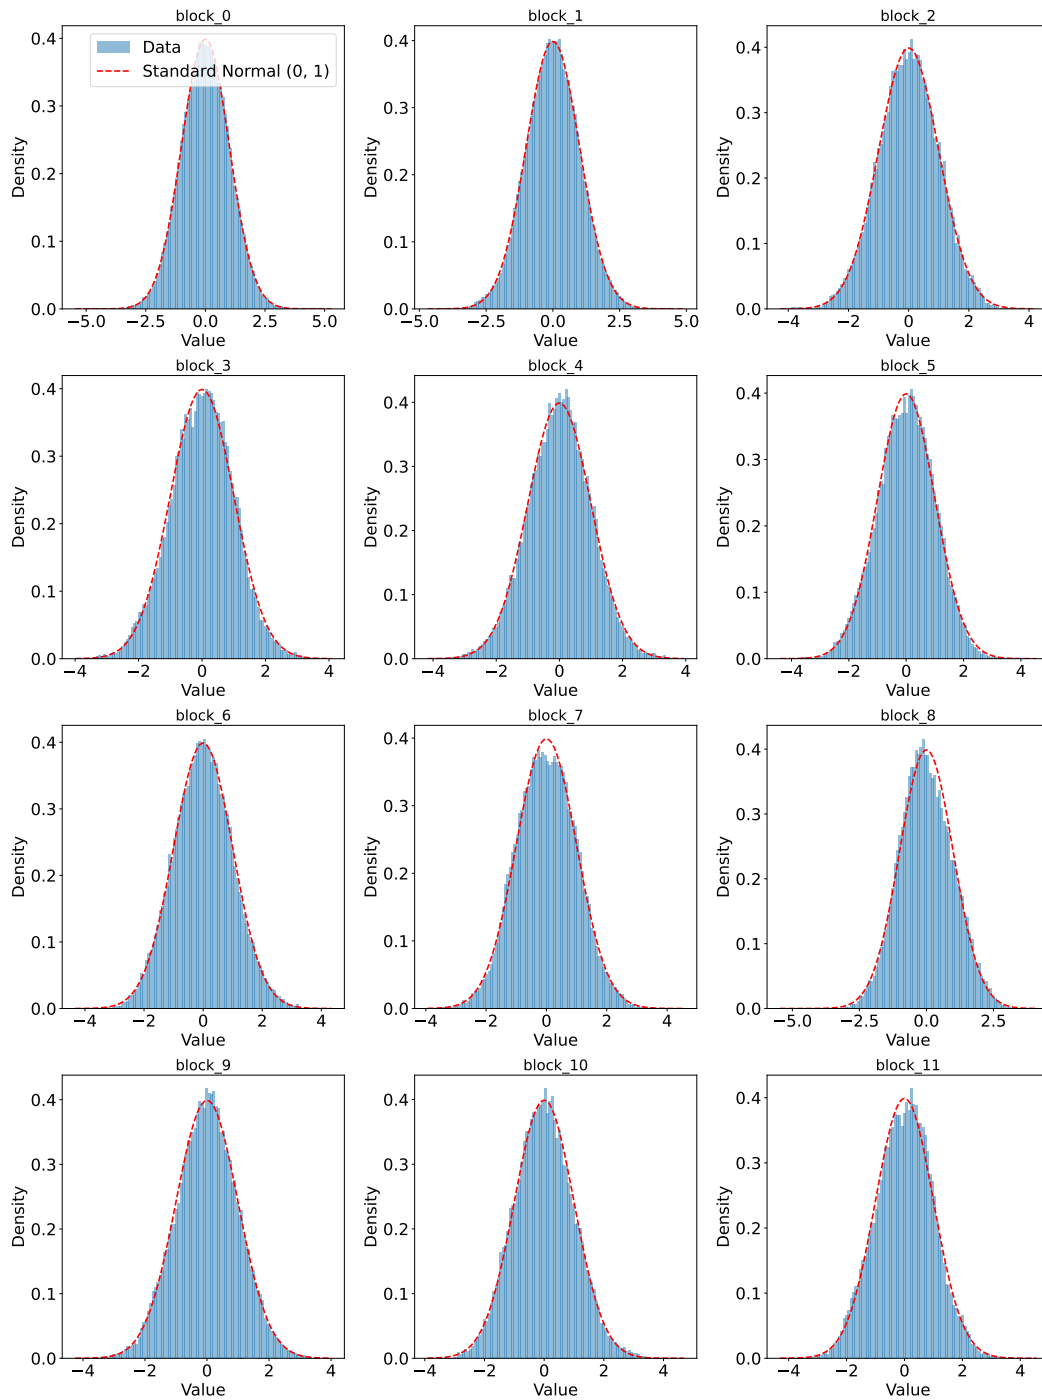 block_0
block_1
block_2
Data
Standard Normal (0, 1)
Density
0.4
0.3
0.2
0.1
0.0
−5.0 −2.5 0.0 2.5 5.0
Value
Density
0.4
0.3
0.2
0.1
0.0
−5.0 −2.5 0.0 2.5 5.0
Value
Density
0.4
0.3
0.2
0.1
0.0
−4 −2 0 2 4
Value
block_3
block_4
block_5
Density
0.4
0.3
0.2
0.1
0.0
−4 −2 0 2 4
Value
Density
0.4
0.3
0.2
0.1
0.0
−4 −2 0 2 4
Value
Density
0.4
0.3
0.2
0.1
0.0
−4 −2 0 2 4
Value
block_6
block_7
block_8
Density
0.4
0.3
0.2
0.1
0.0
−4 −2 0 2 4
Value
Density
0.4
0.3
0.2
0.1
0.0
−4 −2 0 2 4
Value
Density
0.4
0.3
0.2
0.1
0.0
−5.0 −2.5 0.0 2.5
Value
block_9
block_10
block_11
Density
0.4
0.3
0.2
0.1
0.0
−4 −2 0 2 4
Value
Density
0.4
0.3
0.2
0.1
0.0
−4 −2 0 2 4
Value
Density
0.4
0.3
0.2
0.1
0.0
−4 −2 0 2 4
Value